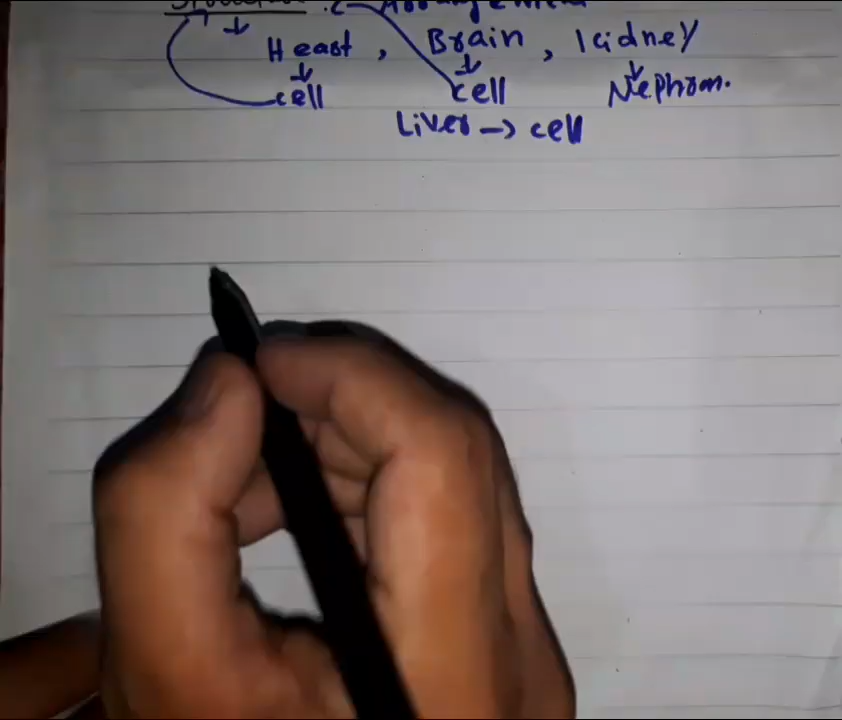 Heart, Brain, Kidney
↓ ↓ ↓
cell cell Nephron.
Liver → cell